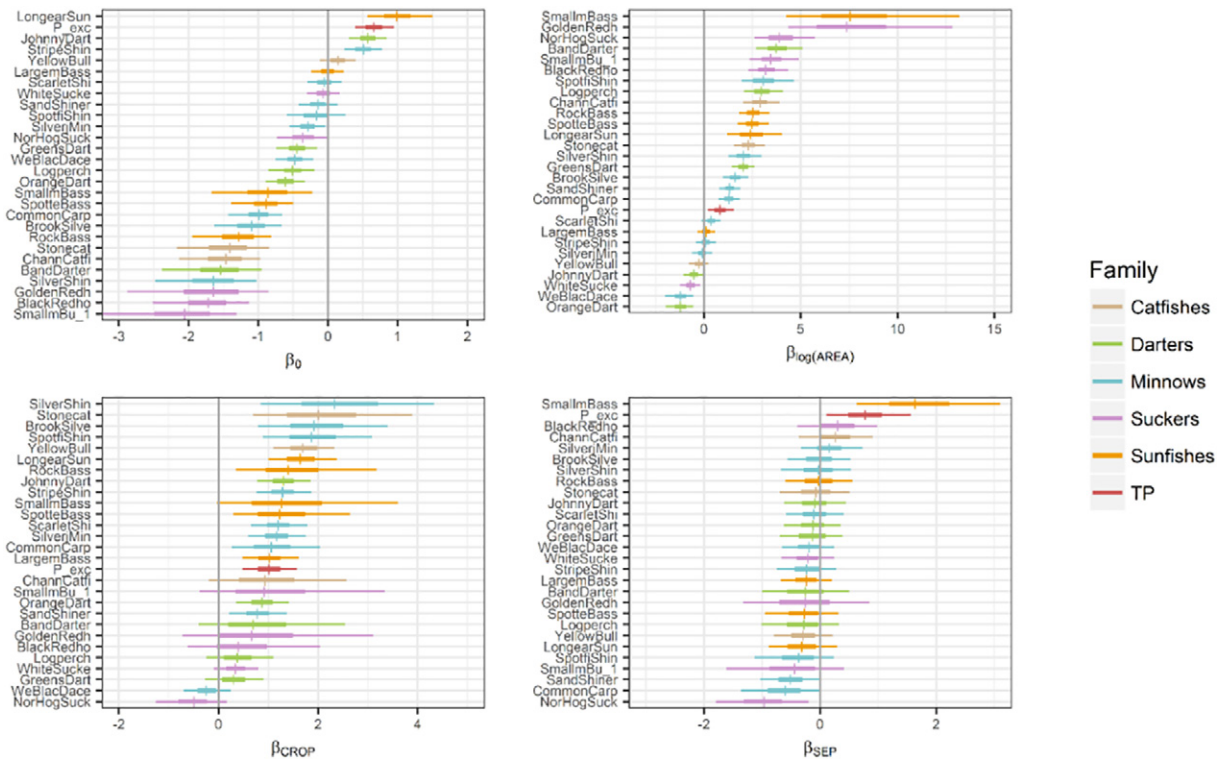 LongearSun
P_exc
JohnnyDart
StripeShin
YellowBull
LargemBass
ScarletShi
WhiteSucke
SandShiner
SpotfiShin
SilverjMin
NorHogSuck
GreensDart
WeBlacDace
Logperch
OrangeDart
SmallmBass
SpotteBass
CommonCarp
BrookSilve
RockBass
Stonecat
ChannCatfi
BandDarter
SilverShin
GoldenRedh
BlackRedho
SmallmBu_1
-3 -2 -1 0 1 2
β0
SmallmBass
GoldenRedh
NorHogSuck
BandDarter
SmallmBu_1
BlackRedho
SpotfiShin
Logperch
ChannCatfi
RockBass
SpotteBass
LongearSun
Stonecat
SilverShin
GreensDart
BrookSilve
SandShiner
CommonCarp
P_exc
ScarletShi
LargemBass
StripeShin
SilverjMin
YellowBull
JohnnyDart
WhiteSucke
WeBlacDace
OrangeDart
0 5 10 15
βlog(AREA)
SilverShin
Stonecat
BrookSilve
SpotfiShin
YellowBull
LongearSun
RockBass
JohnnyDart
StripeShin
SmallmBass
SpotteBass
ScarletShi
SilverjMin
CommonCarp
LargemBass
P_exc
ChannCatfi
SmallmBu_1
OrangeDart
SandShiner
BandDarter
GoldenRedh
BlackRedho
Logperch
WhiteSucke
GreensDart
WeBlacDace
NorHogSuck
-2 0 2 4
βCROP
SmallmBass
P_exc
BlackRedho
ChannCatfi
SilverjMin
BrookSilve
SilverShin
RockBass
Stonecat
JohnnyDart
ScarletShi
OrangeDart
GreensDart
WeBlacDace
WhiteSucke
StripeShin
LargemBass
BandDarter
GoldenRedh
SpotteBass
Logperch
YellowBull
LongearSun
SpotfiShin
SmallmBu_1
SandShiner
CommonCarp
NorHogSuck
-2 0 2
βSEP
Family
Catfishes
Darters
Minnows
Suckers
Sunfishes
TP